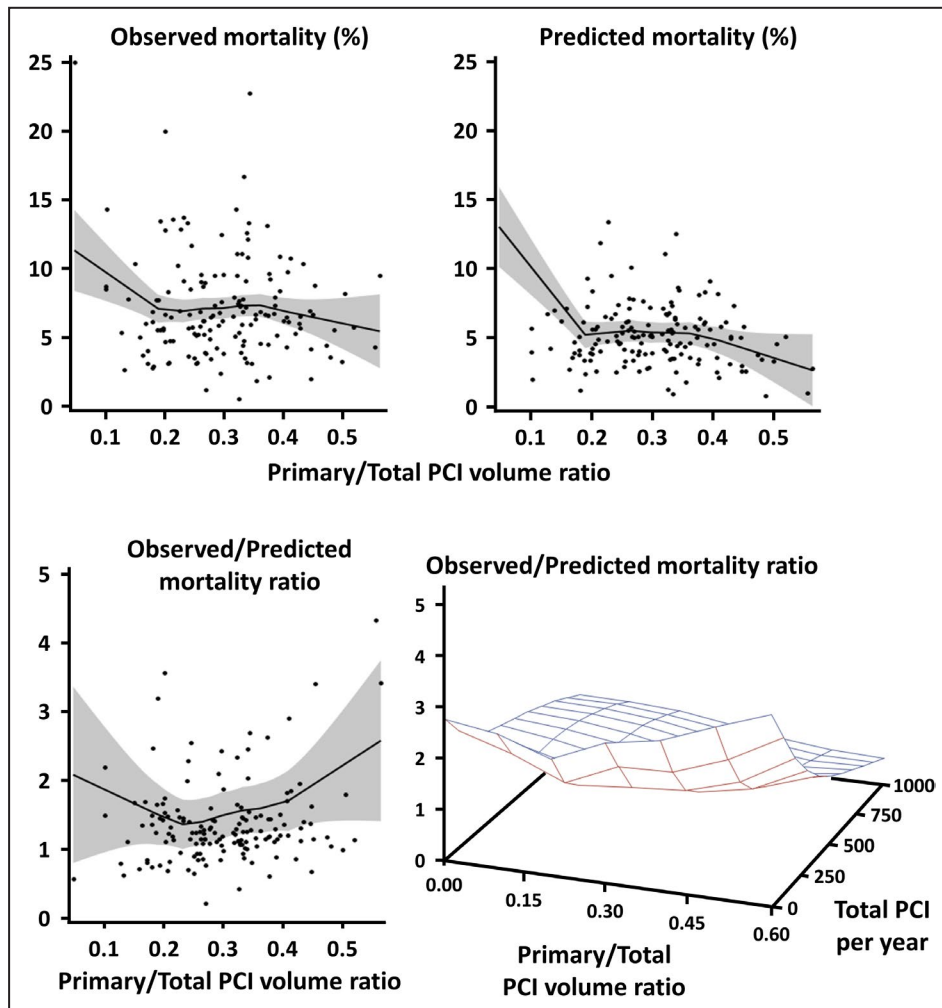 Observed mortality (%)
25
20
15
10
5
0
0.1 0.2 0.3 0.4 0.5
Predicted mortality (%)
25
20
15
10
5
0
0.1 0.2 0.3 0.4 0.5
Primary/Total PCI volume ratio
Observed/Predicted
mortality ratio
5
4
3
2
1
0
0.1 0.2 0.3 0.4 0.5
Primary/Total PCI volume ratio
Observed/Predicted mortality ratio
5
4
3
2
1
0
0.00
0.15
0.30
0.45
0.60
Primary/Total
PCI volume ratio
1000
750
500
250
0
Total PCI
per year